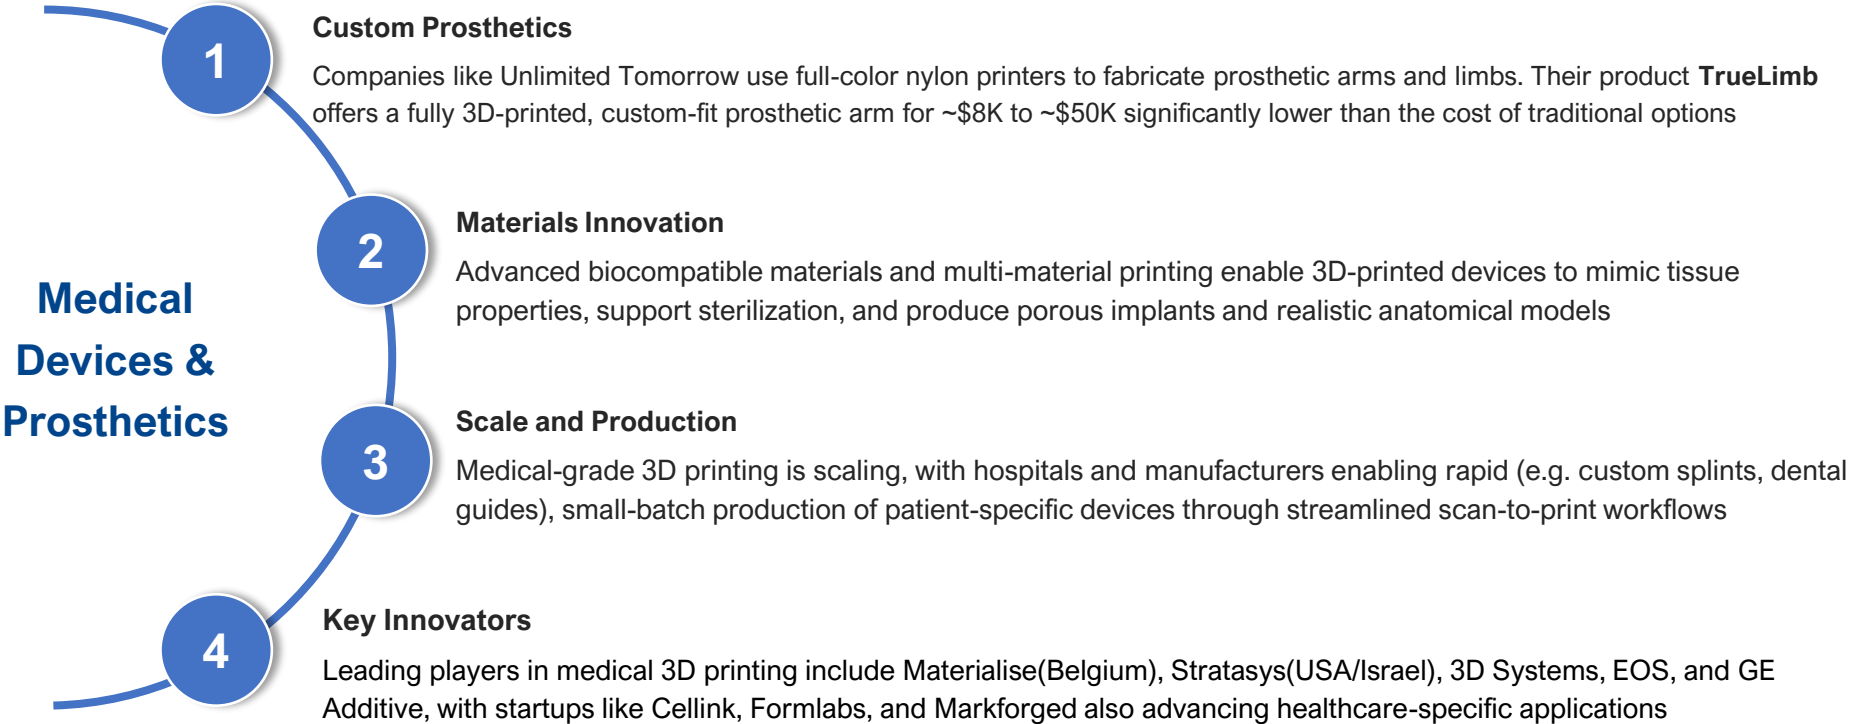 Medical
Devices &
Prosthetics
1
Custom Prosthetics
Companies like Unlimited Tomorrow use full-color nylon printers to fabricate prosthetic arms and limbs. Their product TrueLimb
offers a fully 3D-printed, custom-fit prosthetic arm for ~$8K to ~$50K significantly lower than the cost of traditional options
2
Materials Innovation
Advanced biocompatible materials and multi-material printing enable 3D-printed devices to mimic tissue
properties, support sterilization, and produce porous implants and realistic anatomical models
3
Scale and Production
Medical-grade 3D printing is scaling, with hospitals and manufacturers enabling rapid (e.g. custom splints, dental
guides), small-batch production of patient-specific devices through streamlined scan-to-print workflows
4
Key Innovators
Leading players in medical 3D printing include Materialise(Belgium), Stratasys(USA/Israel), 3D Systems, EOS, and GE
Additive, with startups like Cellink, Formlabs, and Markforged also advancing healthcare-specific applications